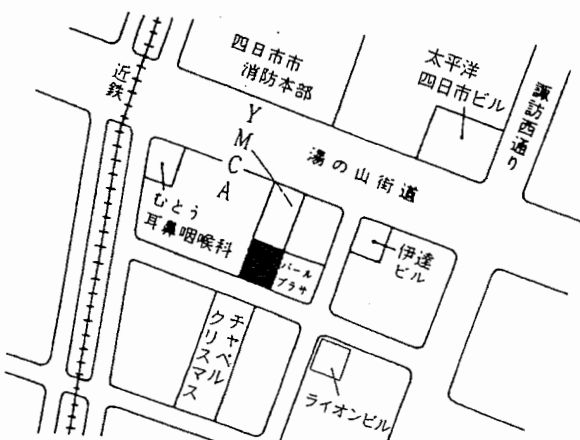 四日市市
消防本部
太平洋
四日市ビル
諏訪西通り
近鉄
YMCA
湯の山街道
むとう
耳鼻咽喉科
パール
プラザ
伊達
ビル
チャペル
クリスマス
ライオンビル